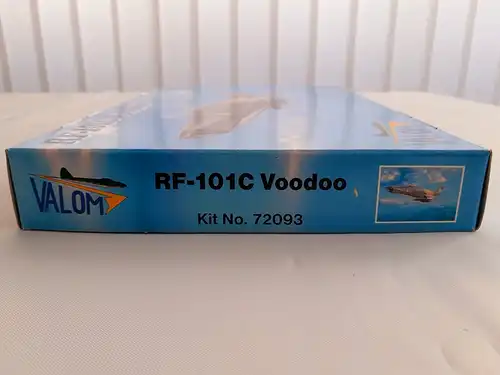 VALOM
RF-101C Voodoo
Kit No. 72093